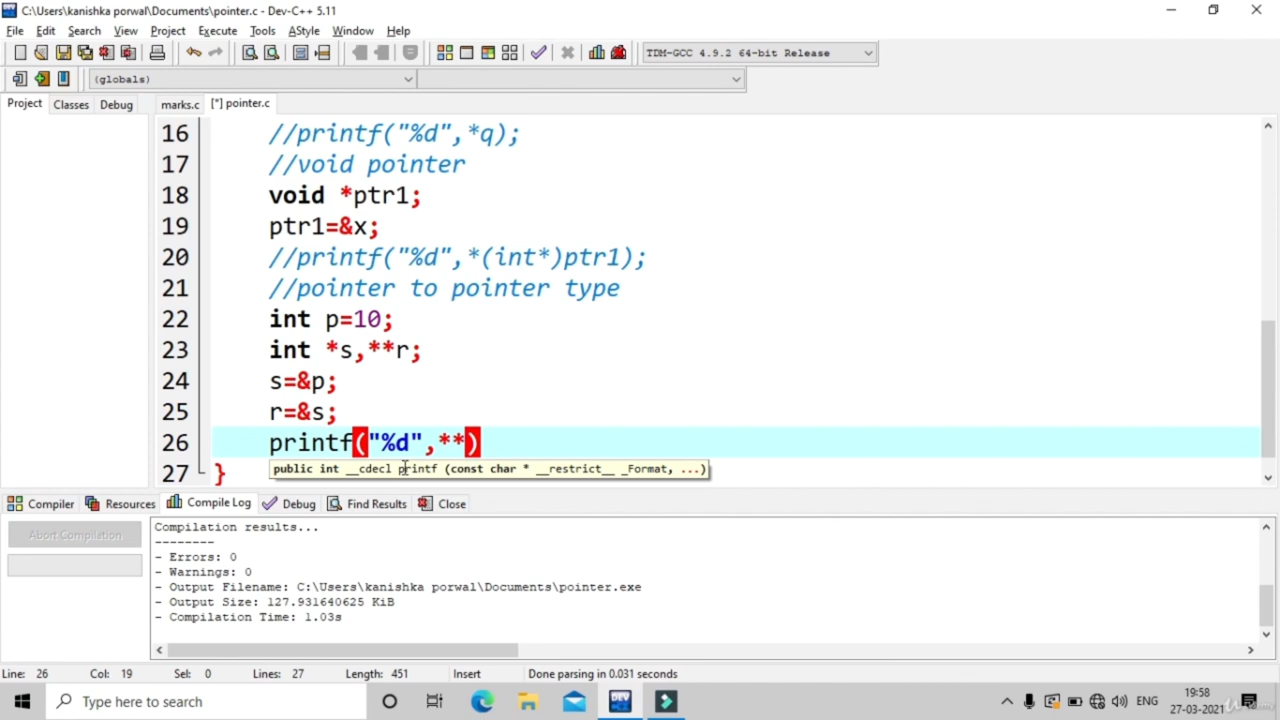 C:\Users\kanishka porwal\Documents\pointer.c - Dev-C++ 5.11
File Edit Search View Project Execute Tools AStyle Window Help
TDM-GCC 4.9.2 64-bit Release
(globals)
Project Classes Debug marks.c [*] pointer.c
16 //printf("%d",*q);
17 //void pointer
18 void *ptr1;
19 ptr1=&x;
20 //printf("%d",*(int*)ptr1);
21 //pointer to pointer type
22 int p=10;
23 int *s,**r;
24 s=&p;
25 r=&s;
26 printf("%d",**)
public int __cdecl printf (const char * __restrict__ _Format, ...)
27 }
Compiler Resources Compile Log Debug Find Results Close
Abort Compilation
Compilation results...
--------
- Errors: 0
- Warnings: 0
- Output Filename: C:\Users\kanishka porwal\Documents\pointer.exe
- Output Size: 127.931640625 KiB
- Compilation Time: 1.03s
Line: 26 Col: 19 Sel: 0 Lines: 27 Length: 451 Insert Done parsing in 0.031 seconds
Type here to search
DEV
ENG
19:58
27-03-2021